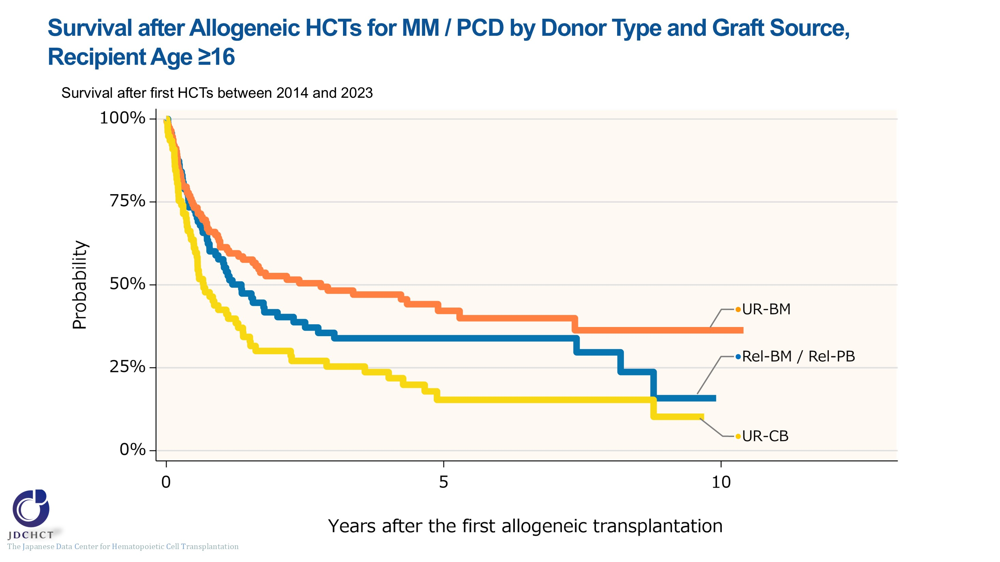 Survival after Allogeneic HCTs for MM / PCD by Donor Type and Graft Source,
Recipient Age ≥16
Survival after first HCTs between 2014 and 2023
100%
75%
50%
25%
0%
Probability
UR-BM
Rel-BM / Rel-PB
UR-CB
0
5
10
Years after the first allogeneic transplantation
JDCHCT
The Japanese Data Center for Hematopoietic Cell Transplantation